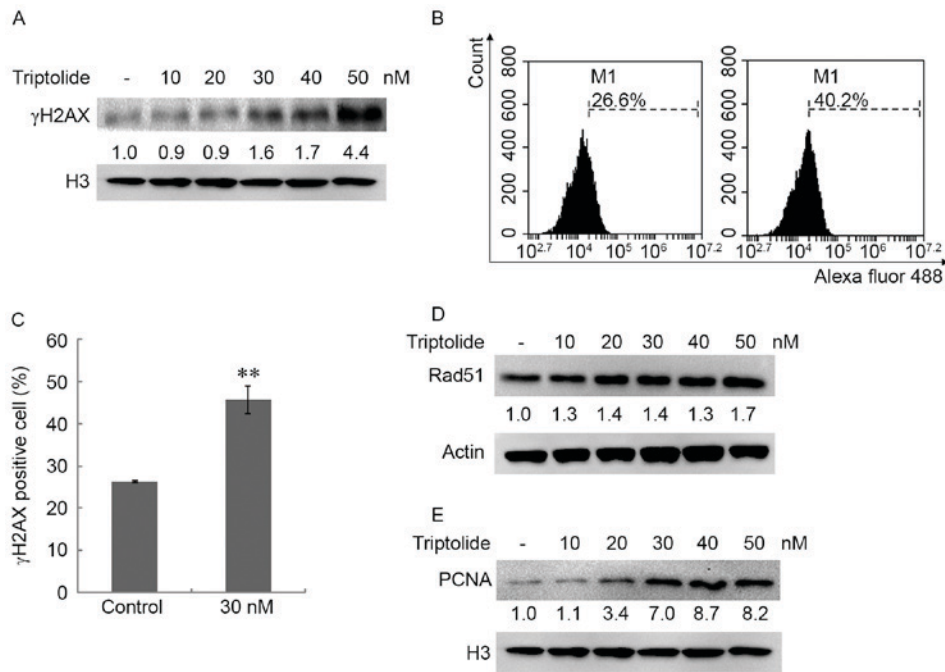 A
Triptolide - 10 20 30 40 50 nM
γH2AX
1.0 0.9 0.9 1.6 1.7 4.4
H3
B
Count
800
600
400
200
0
M1
26.6%
10^2.7 10^4 10^5 10^6 10^7.2
800
600
400
200
0
M1
40.2%
10^2.7 10^4 10^5 10^6 10^7.2
Alexa fluor 488
C
γH2AX positive cell (%)
60
50
40
30
20
10
0
**
Control 30 nM
D
Triptolide - 10 20 30 40 50 nM
Rad51
1.0 1.3 1.4 1.4 1.3 1.7
Actin
E
Triptolide - 10 20 30 40 50 nM
PCNA
1.0 1.1 3.4 7.0 8.7 8.2
H3